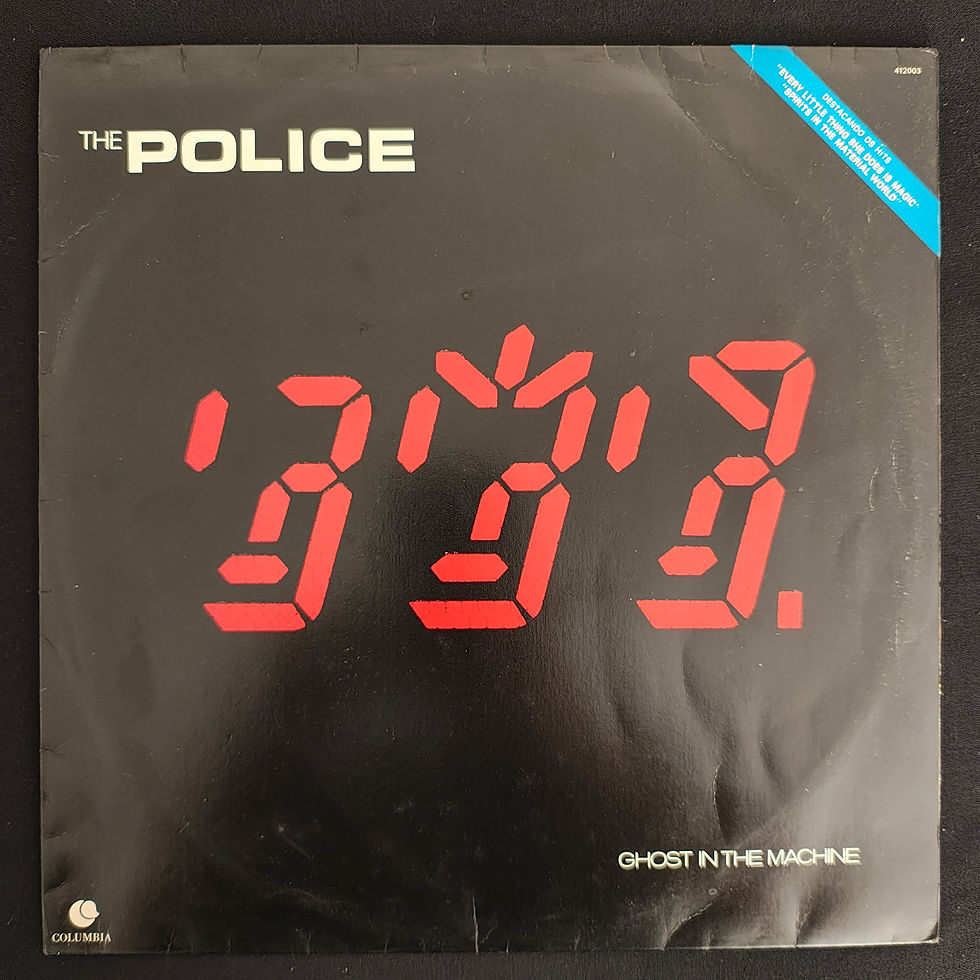 THE POLICE
412003
DESTACANDO OS HITS
"EVERY LITTLE THING SHE DOES IS MAGIC"
"SPIRITS IN THE MATERIAL WORLD"
GHOST IN THE MACHINE
COLUMBIA